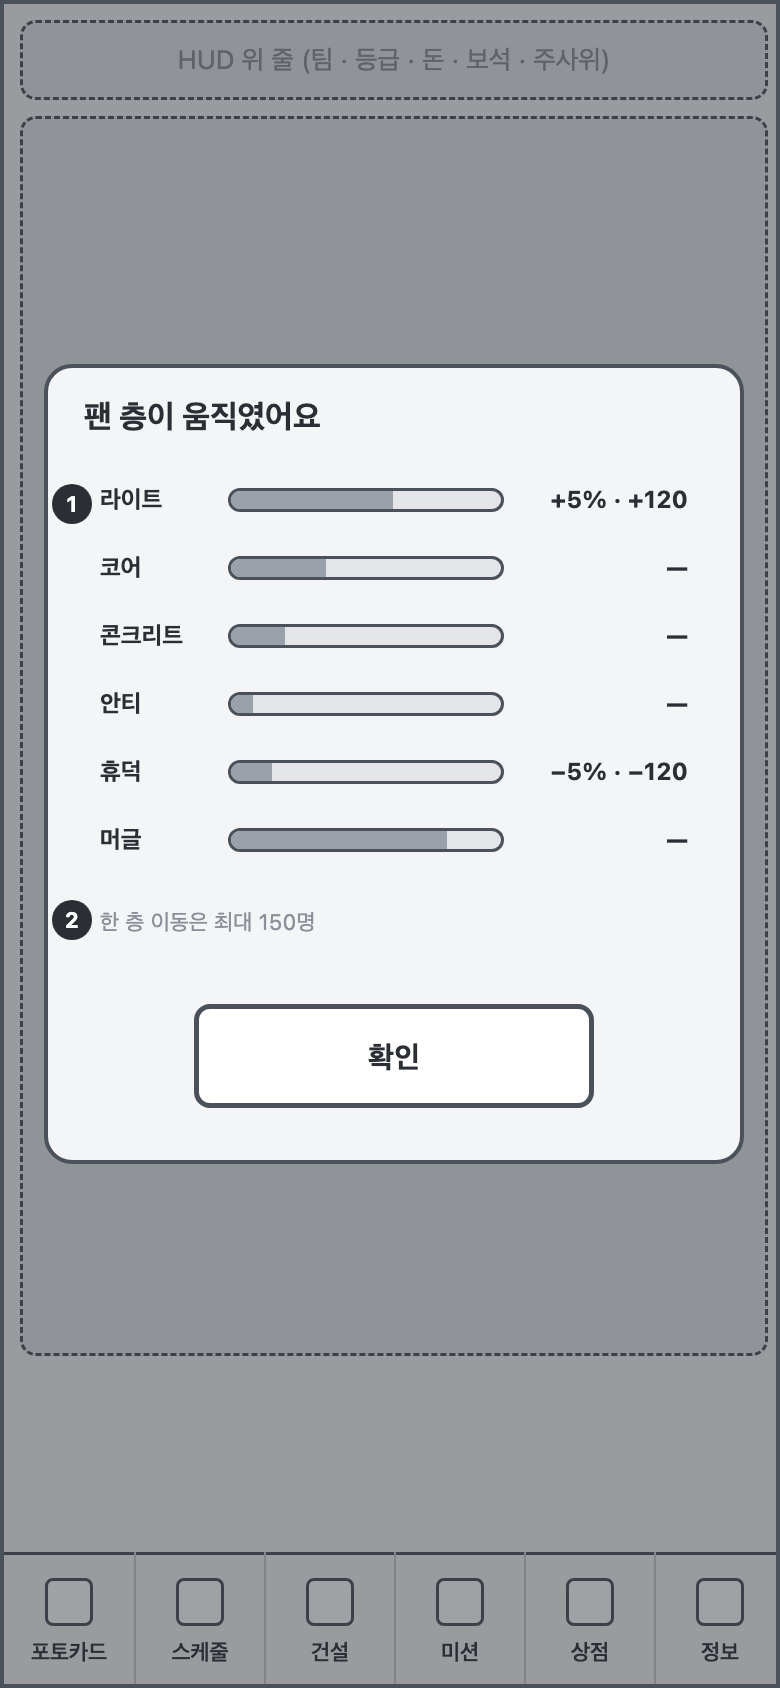 HUD 위 줄 (팀 · 등급 · 돈 · 보석 · 주사위)
팬 층이 움직였어요
1 라이트 +5% · +120
코어 —
콘크리트 —
안티 —
휴덕 −5% · −120
머글 —
2 한 층 이동은 최대 150명
확인
포토카드 스케줄 건설 미션 상점 정보